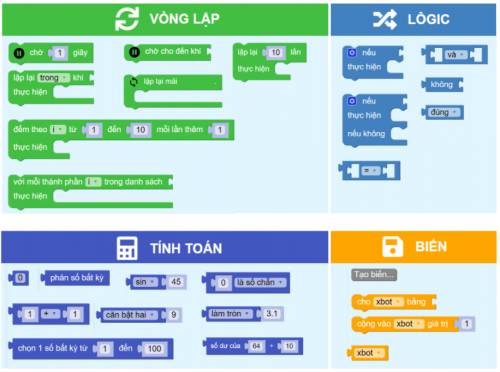 VÒNG LẶP
chờ 1 giây
chờ cho đến khi
lặp lại 10 lần
thực hiện
lặp lại trong khi
thực hiện
lặp lại mãi
đếm theo i từ 1 đến 10 mỗi lần thêm 1
thực hiện
với mỗi thành phần i trong danh sách
thực hiện
LÔGIC
nếu
thực hiện
và
không
nếu
thực hiện
nếu không
đúng
=
TÍNH TOÁN
0
phân số bất kỳ
sin 45
0 là số chẵn
1 + 1
căn bật hai 9
làm tròn 3.1
chọn 1 số bất kỳ từ 1 đến 100
số dư của 64 ÷ 10
BIẾN
Tạo biến...
cho xbot bằng
cộng vào xbot giá trị 1
xbot